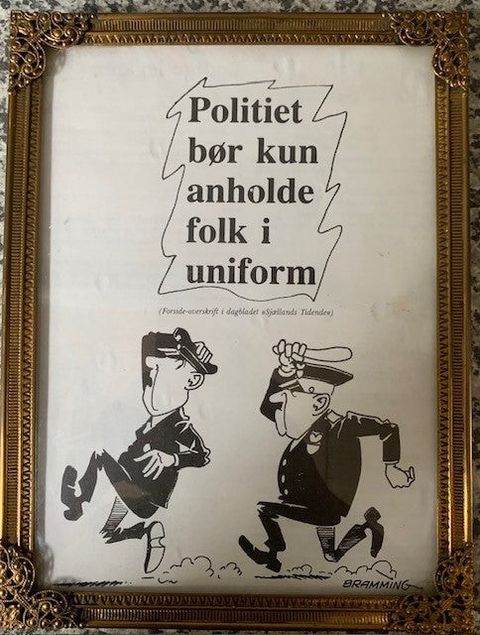 Politiet
bør kun
anholde
folk i
uniform
(Forside-overskrift i dagbladet »Sjællands Tidende«)
BRAMMING